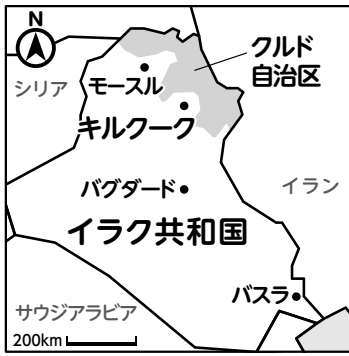 N
クルド
自治区
シリア
モースル
キルクーク
バグダード
イラン
イラク共和国
バスラ
サウジアラビア
200km